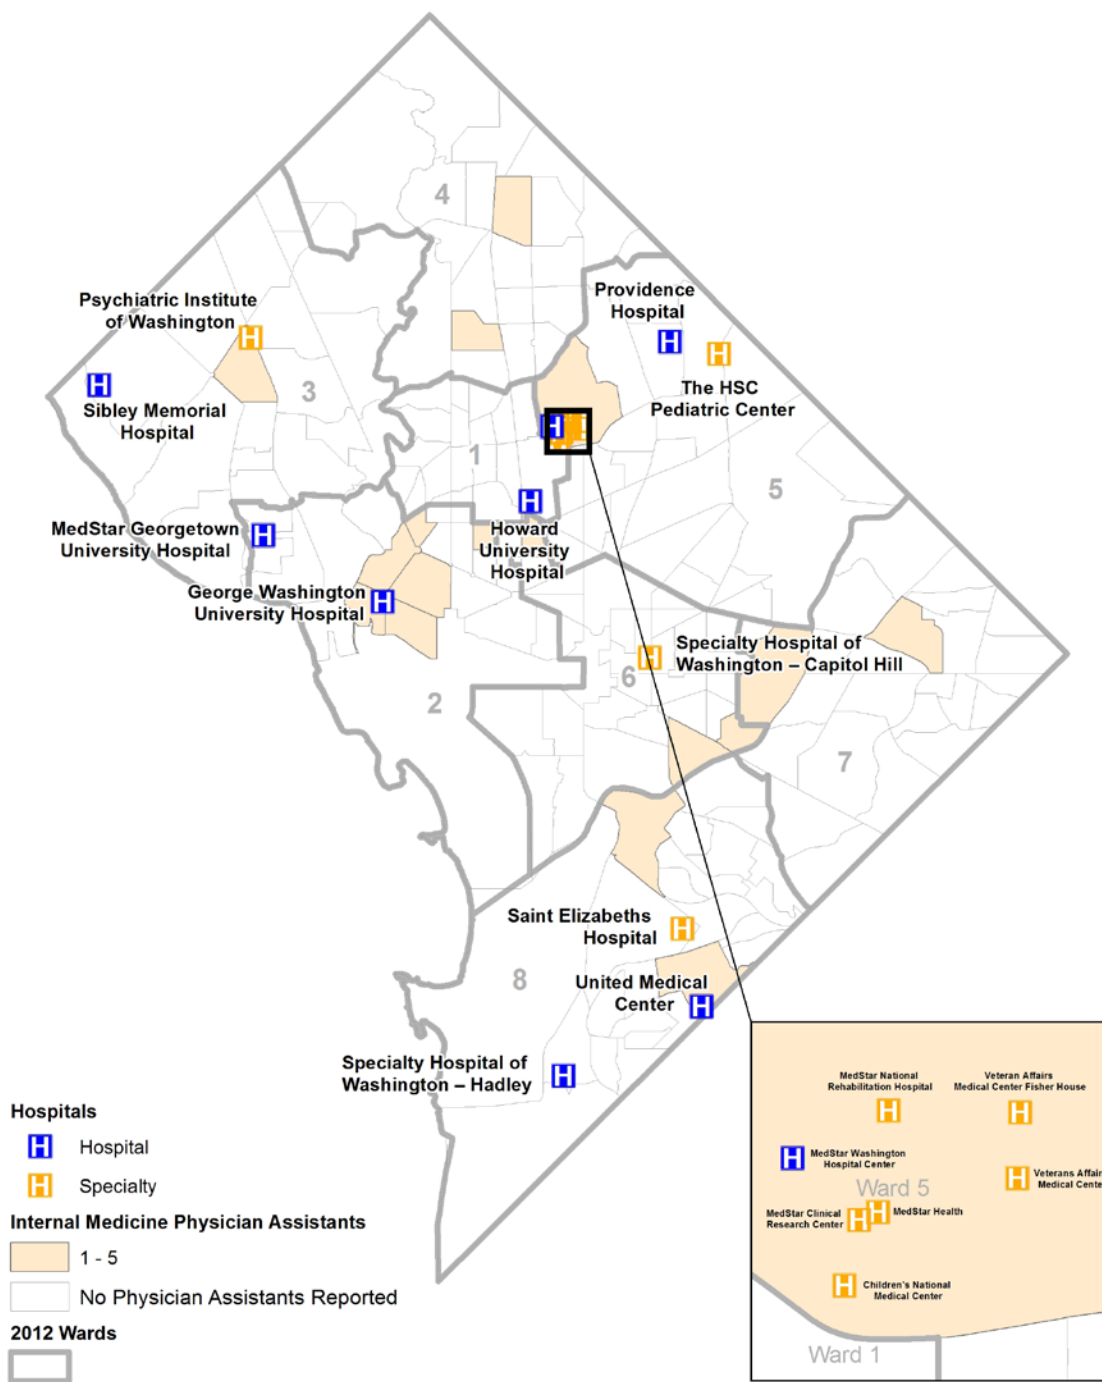 4
Providence
Hospital
H
Psychiatric Institute
of Washington
H
H
The HSC
Pediatric Center
H
Sibley Memorial
Hospital
3
H
1
5
H
MedStar Georgetown
University Hospital
H
Howard
University
Hospital
George Washington
University Hospital
H
Specialty Hospital of
Washington – Capitol Hill
H
6
2
7
Saint Elizabeths
Hospital
H
8
United Medical
Center
H
Specialty Hospital of
Washington – Hadley
H
MedStar National
Rehabilitation Hospital
H
Veteran Affairs
Medical Center Fisher House
H
H
MedStar Washington
Hospital Center
Ward 5
H
Veterans Affair
Medical Cente
MedStar Clinical
Research Center
H
H
MedStar Health
H
Children's National
Medical Center
Ward 1
Hospitals
H
Hospital
H
Specialty
Internal Medicine Physician Assistants
1 - 5
No Physician Assistants Reported
2012 Wards